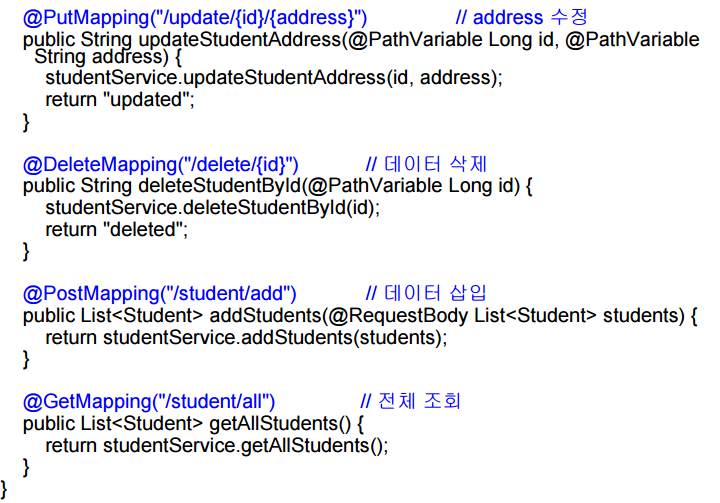 @PutMapping("/update/{id}/{address}") // address 수정
public String updateStudentAddress(@PathVariable Long id, @PathVariable
String address) {
studentService.updateStudentAddress(id, address);
return "updated";
}
@DeleteMapping("/delete/{id}") // 데이터 삭제
public String deleteStudentById(@PathVariable Long id) {
studentService.deleteStudentById(id);
return "deleted";
}
@PostMapping("/student/add") // 데이터 삽입
public List<Student> addStudents(@RequestBody List<Student> students) {
return studentService.addStudents(students);
}
@GetMapping("/student/all") // 전체 조회
public List<Student> getAllStudents() {
return studentService.getAllStudents();
}
}